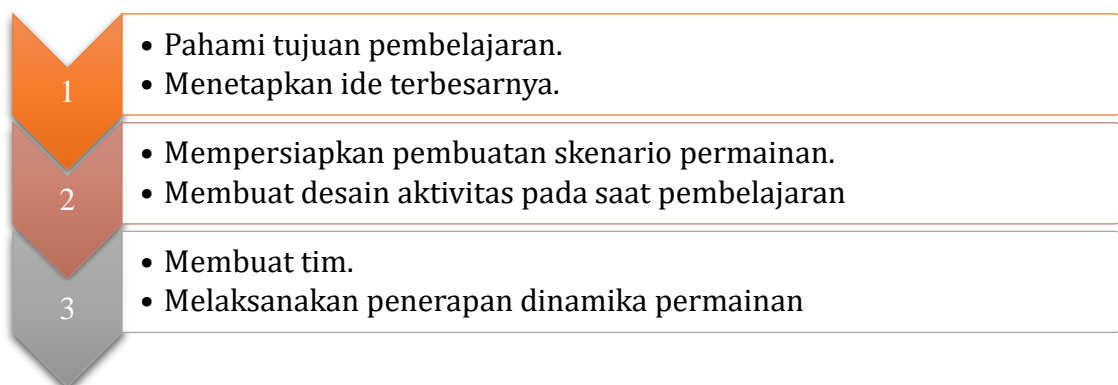 1
• Pahami tujuan pembelajaran.
• Menetapkan ide terbesarnya.
2
• Mempersiapkan pembuatan skenario permainan.
• Membuat desain aktivitas pada saat pembelajaran
3
• Membuat tim.
• Melaksanakan penerapan dinamika permainan